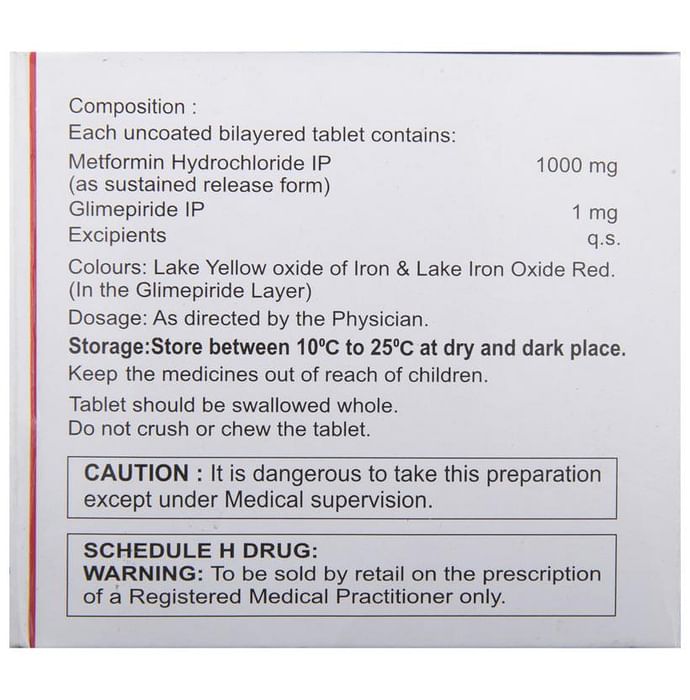 Composition :
Each uncoated bilayered tablet contains:
Metformin Hydrochloride IP 1000 mg
(as sustained release form)
Glimepiride IP 1 mg
Excipients q.s.
Colours: Lake Yellow oxide of Iron & Lake Iron Oxide Red.
(In the Glimepiride Layer)
Dosage: As directed by the Physician.
Storage:Store between 10⁰C to 25⁰C at dry and dark place.
Keep the medicines out of reach of children.
Tablet should be swallowed whole.
Do not crush or chew the tablet.
CAUTION : It is dangerous to take this preparation
except under Medical supervision.
SCHEDULE H DRUG:
WARNING: To be sold by retail on the prescription
of a Registered Medical Practitioner only.